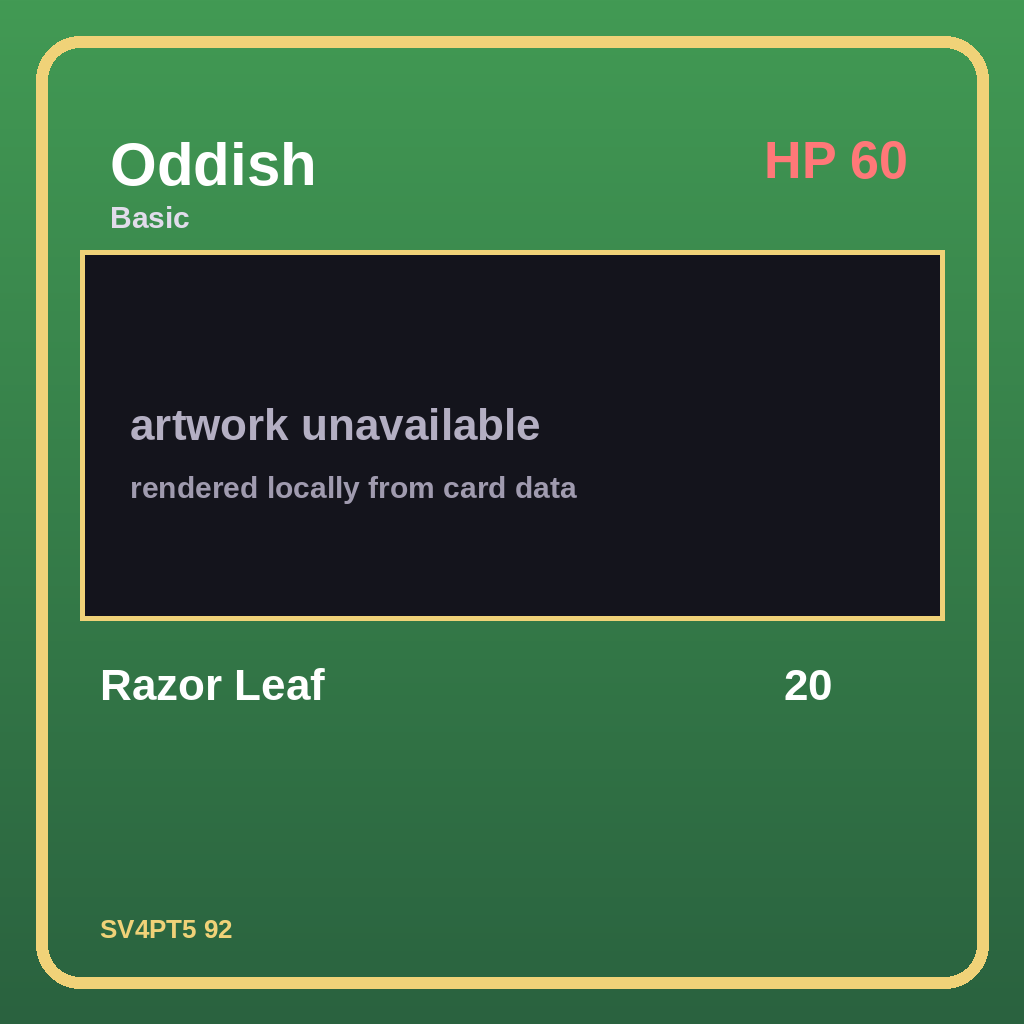 Oddish
HP 60
Basic
artwork unavailable
rendered locally from card data
Razor Leaf
20
SV4PT5 92